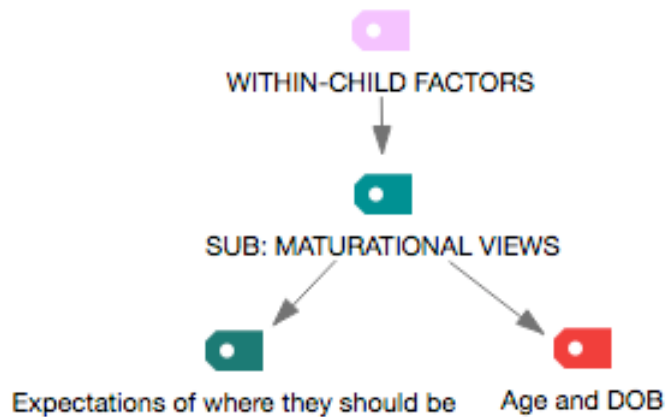 WITHIN-CHILD FACTORS
SUB: MATURATIONAL VIEWS
Expectations of where they should be
Age and DOB